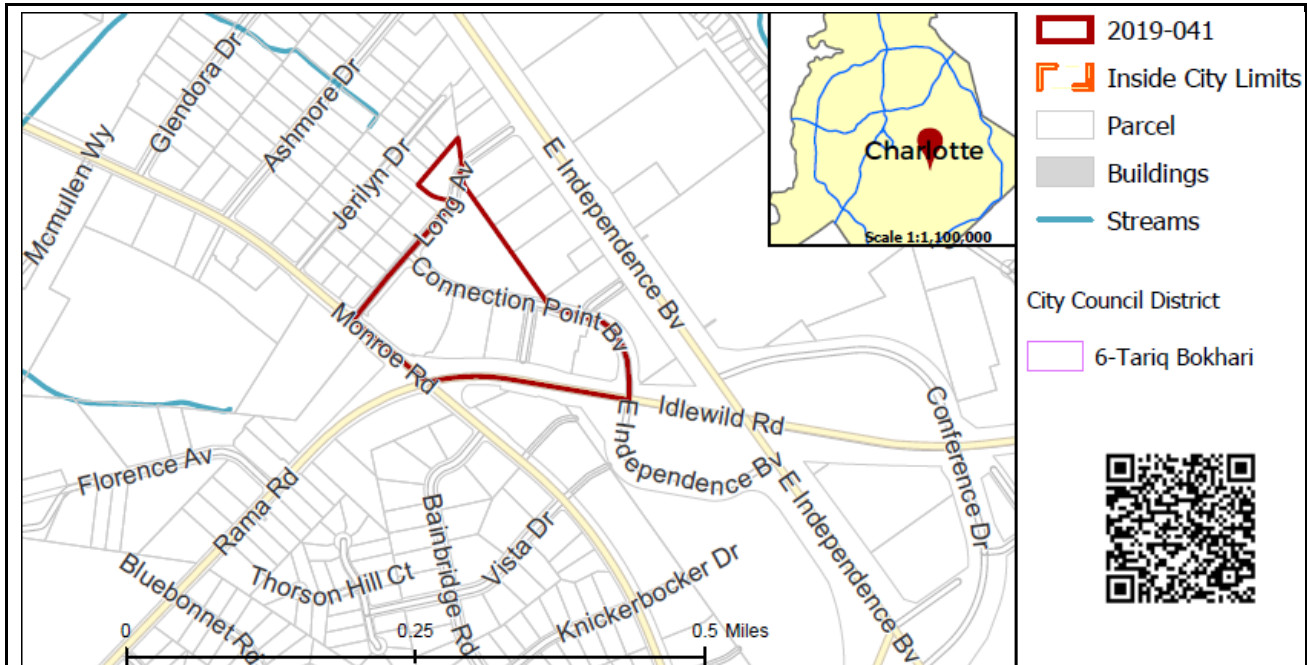 Glendora Dr
Ashmore Dr
Mcmullen Wy
Jerilyn Dr
Long Av
E Independence Bv
Connection Point Bv
Monroe Rd
Idlewild Rd
E Independence Bv
E Independence Bv
Conference Dr
Florence Av
Rama Rd
Bainbridge Rd
Vista Dr
Thorson Hill Ct
Knickerbocker Dr
Bluebonnet Rd
0 0.25 0.5 Miles
Charlotte
Scale 1:1,100,000
2019-041
Inside City Limits
Parcel
Buildings
Streams
City Council District
6-Tariq Bokhari